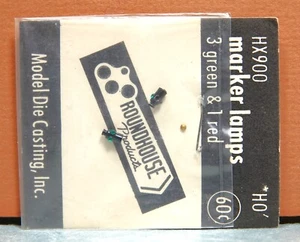 HX900
marker lamps
3 green & 1 red
"HO"
60¢
ROUNDHOUSE
Products
Model Die Casting, Inc.